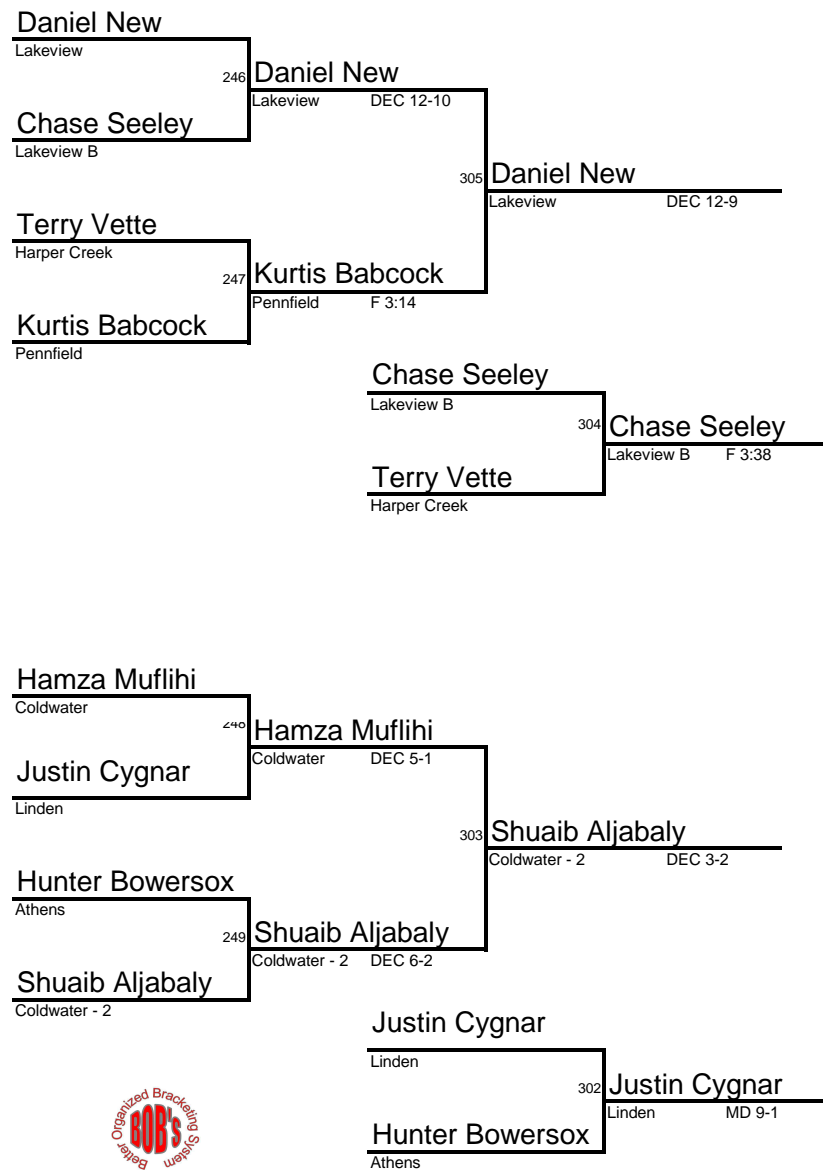 Daniel New
Lakeview
246 Daniel New
Lakeview DEC 12-10
Chase Seeley
Lakeview B
305 Daniel New
Lakeview DEC 12-9
Terry Vette
Harper Creek
247 Kurtis Babcock
Pennfield F 3:14
Kurtis Babcock
Pennfield
Chase Seeley
Lakeview B
304 Chase Seeley
Lakeview B F 3:38
Terry Vette
Harper Creek
Hamza Muflihi
Coldwater
248 Hamza Muflihi
Coldwater DEC 5-1
Justin Cygnar
Linden
303 Shuaib Aljabaly
Coldwater - 2 DEC 3-2
Hunter Bowersox
Athens
249 Shuaib Aljabaly
Coldwater - 2 DEC 6-2
Shuaib Aljabaly
Coldwater - 2
Justin Cygnar
Linden
302 Justin Cygnar
Linden MD 9-1
Hunter Bowersox
Athens
Better Organized Bracketing System
BOB'S